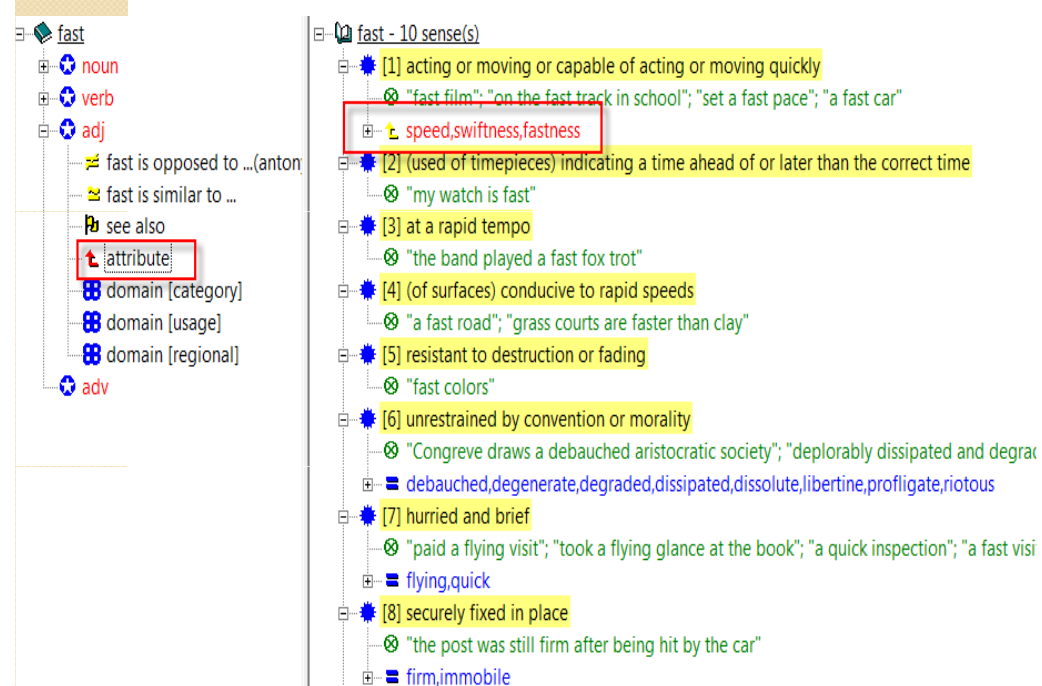 fast
noun
verb
adj
fast is opposed to ...(antony
fast is similar to ...
see also
attribute
domain [category]
domain [usage]
domain [regional]
adv
fast - 10 sense(s)
[1] acting or moving or capable of acting or moving quickly
"fast film"; "on the fast track in school"; "set a fast pace"; "a fast car"
speed,swiftness,fastness
[2] (used of timepieces) indicating a time ahead of or later than the correct time
"my watch is fast"
[3] at a rapid tempo
"the band played a fast fox trot"
[4] (of surfaces) conducive to rapid speeds
"a fast road"; "grass courts are faster than clay"
[5] resistant to destruction or fading
"fast colors"
[6] unrestrained by convention or morality
"Congreve draws a debauched aristocratic society"; "deplorably dissipated and degrad
debauched,degenerate,degraded,dissipated,dissolute,libertine,profligate,riotous
[7] hurried and brief
"paid a flying visit"; "took a flying glance at the book"; "a quick inspection"; "a fast visi
flying,quick
[8] securely fixed in place
"the post was still firm after being hit by the car"
firm,immobile